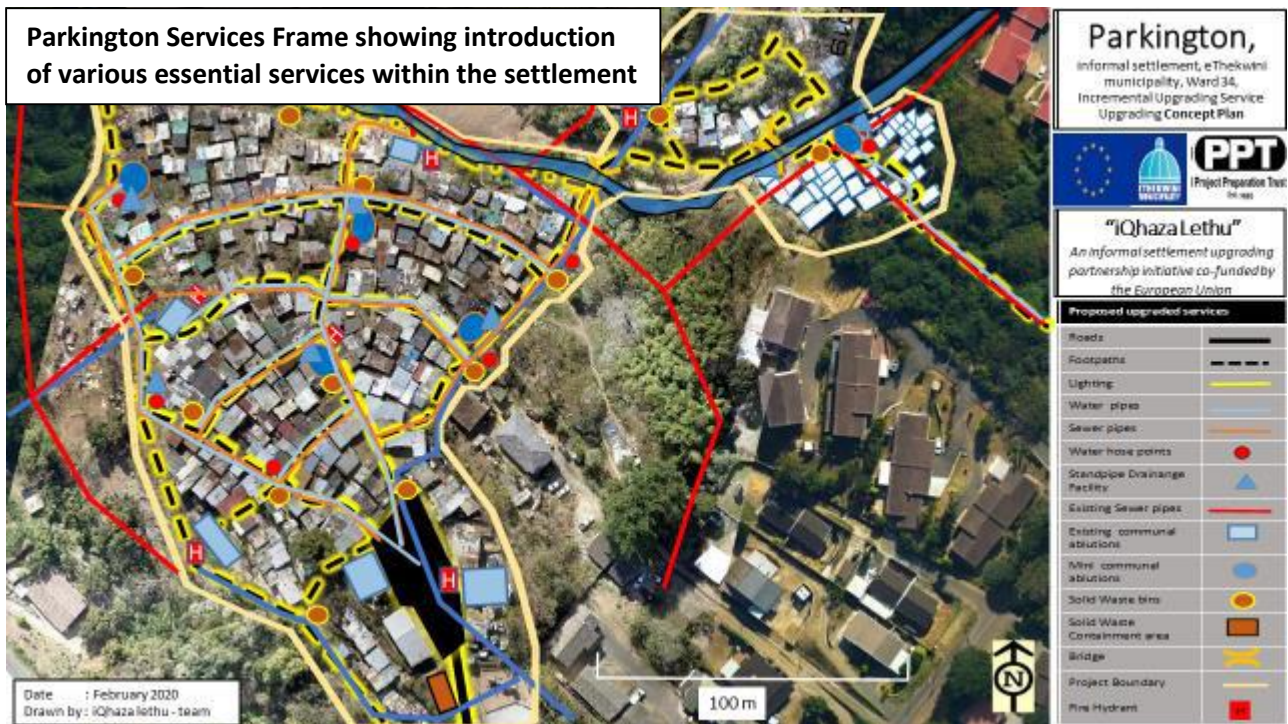 Parkington Services Frame showing introduction
of various essential services within the settlement
Parkington,
informal settlement, eThekwini
municipality, Ward 34,
Incremental Upgrading Service
Upgrading Concept Plan
ETHEKWINI
MUNICIPALITY
PPT
Project Preparation Trust
"iQhaza Lethu"
An informal settlement upgrading
partnership initiative co-funded by
the European Union
Proposed upgraded services
Roads
Footpaths
Lighting
Water pipes
Sewer pipes
Water hose points
Standpipe Drainange
Facility
Existing Sewer pipes
Existing communal
ablutions
Mini communal
ablutions
Solid Waste bins
Solid Waste
Containment area
Bridge
Project Boundary
Fire Hydrant
H
H
H
H
H
H
H
N
100 m
Date : February 2020
Drawn by : iQhaza lethu - team